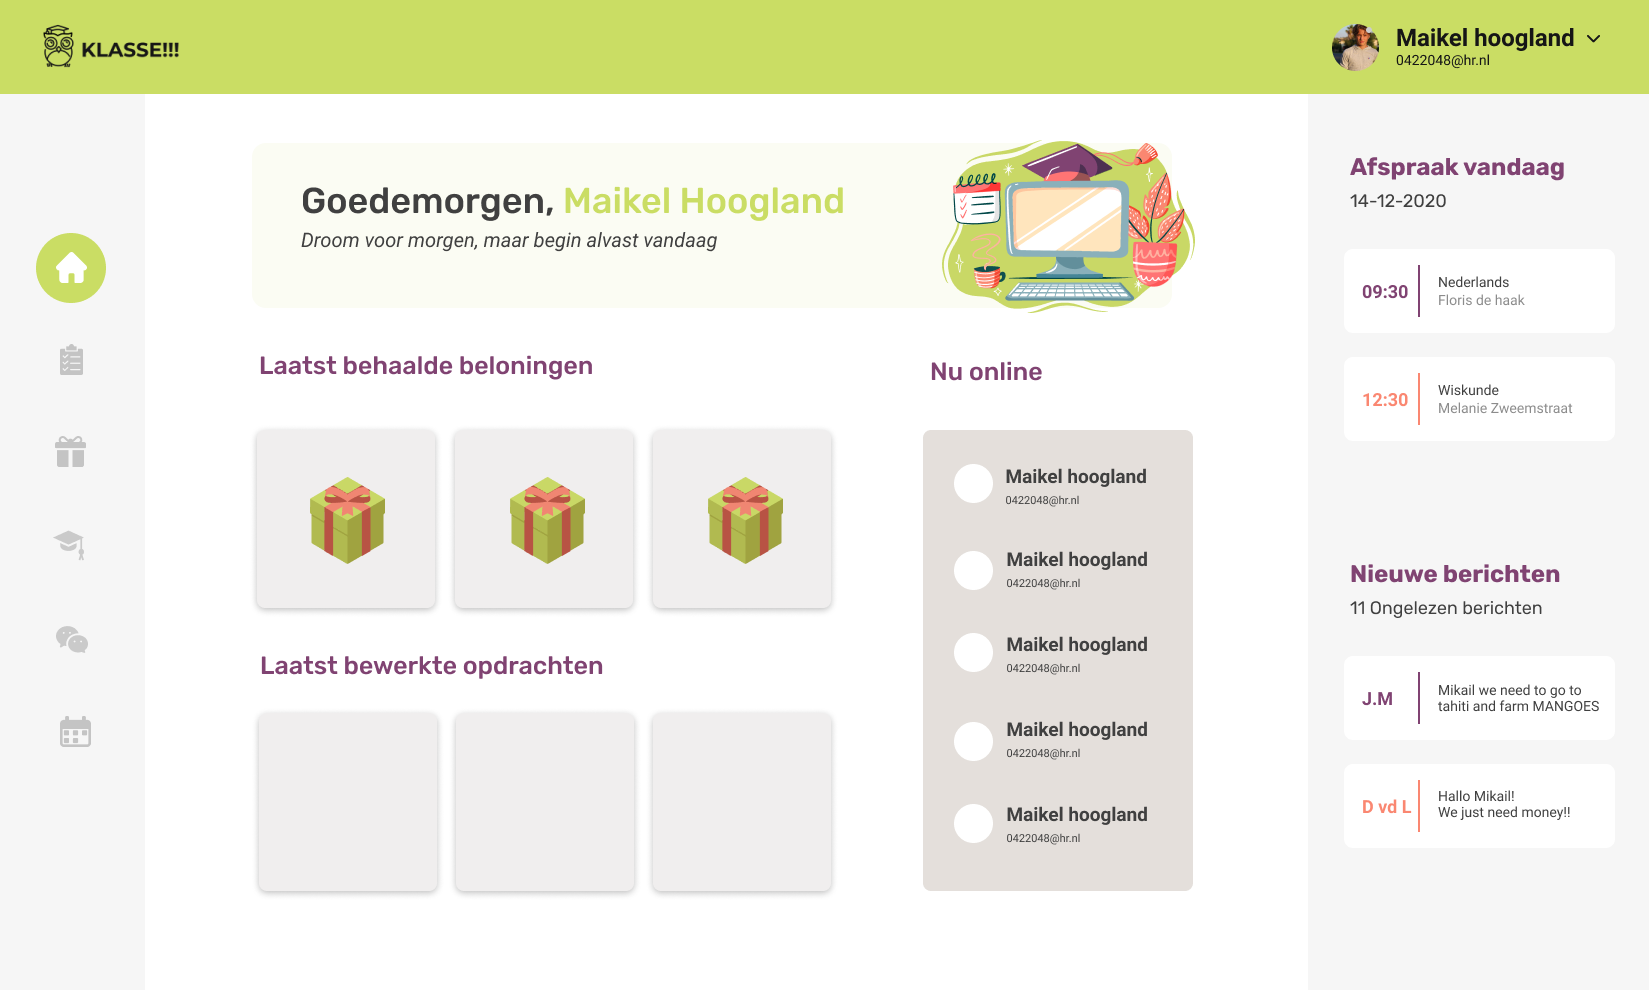 KLASSE!!!
Maikel hoogland
0422048@hr.nl
Goedemorgen, Maikel Hoogland
Droom voor morgen, maar begin alvast vandaag
Laatst behaalde beloningen
Laatst bewerkte opdrachten
Nu online
Maikel hoogland
0422048@hr.nl
Maikel hoogland
0422048@hr.nl
Maikel hoogland
0422048@hr.nl
Maikel hoogland
0422048@hr.nl
Maikel hoogland
0422048@hr.nl
Afspraak vandaag
14-12-2020
09:30
Nederlands
Floris de haak
12:30
Wiskunde
Melanie Zweemstraat
Nieuwe berichten
11 Ongelezen berichten
J.M
Mikail we need to go to
tahiti and farm MANGOES
D vd L
Hallo Mikail!
We just need money!!